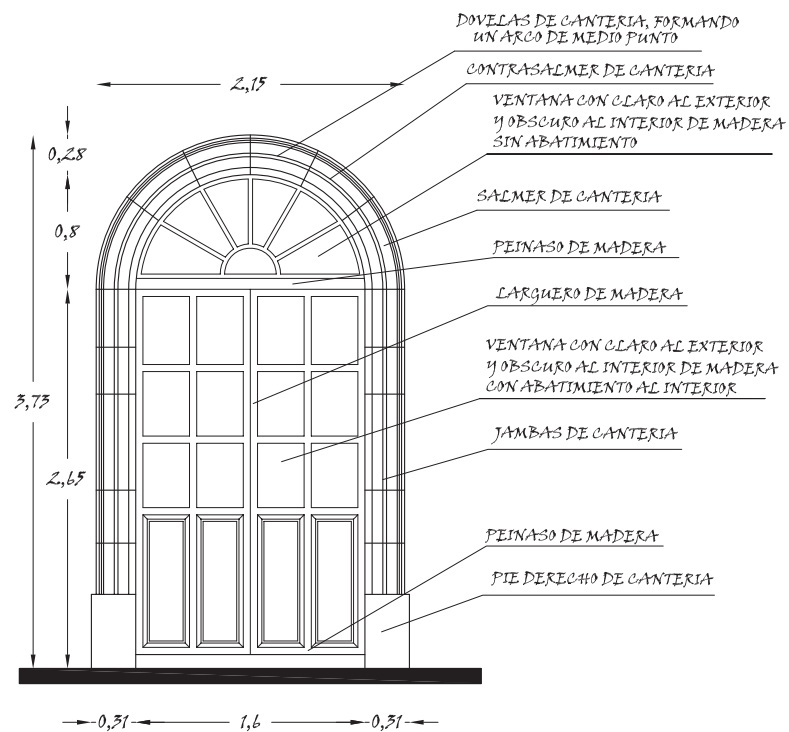 DOVELAS DE CANTERIA, FORMANDO
UN ARCO DE MEDIO PUNTO
CONTRASALMER DE CANTERIA
VENTANA CON CLARO AL EXTERIOR
Y OBSCURO AL INTERIOR DE MADERA
SIN ABATIMIENTO
SALMER DE CANTERIA
PEINASO DE MADERA
LARGUERO DE MADERA
VENTANA CON CLARO AL EXTERIOR
Y OBSCURO AL INTERIOR DE MADERA
CON ABATIMIENTO AL INTERIOR
JAMBAS DE CANTERIA
PEINASO DE MADERA
PIE DERECHO DE CANTERIA
2,15
0,28
0,8
3,73
2,65
0,31
1,6
0,31